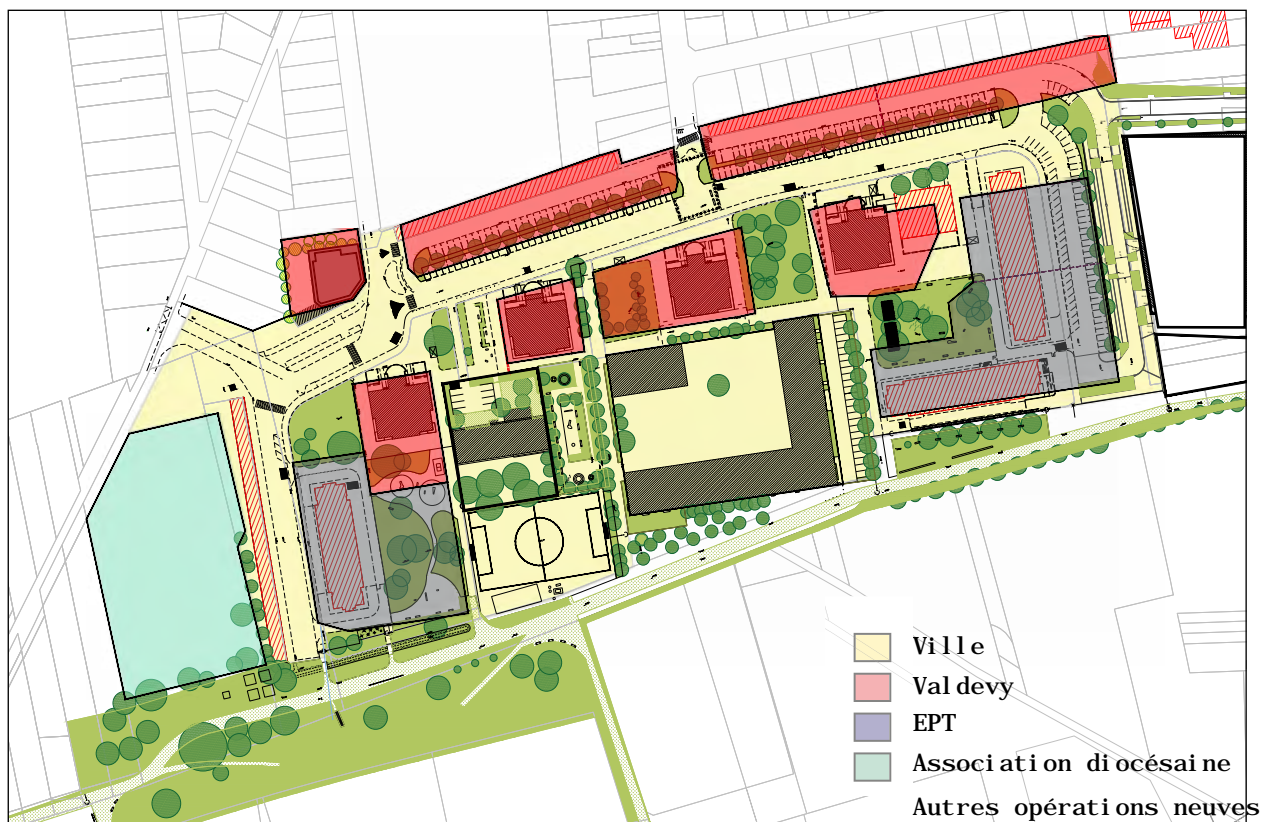 Ville
Valdevy
EPT
Association diocésaine
Autres opérations neuves